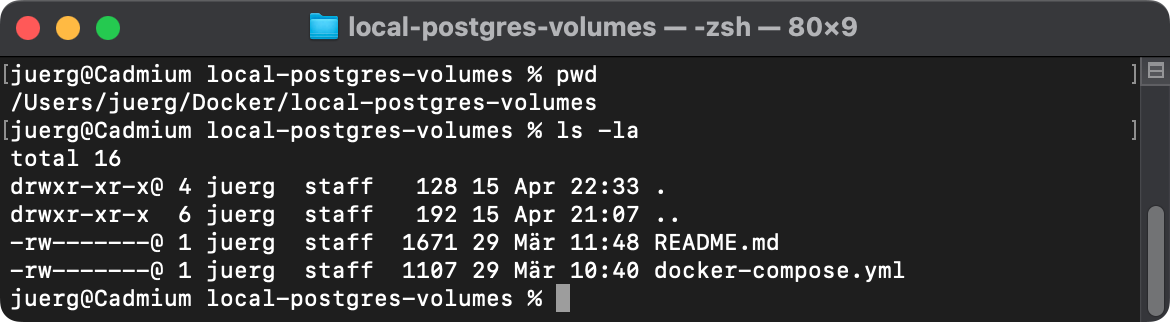 local-postgres-volumes — -zsh — 80×9
[juerg@Cadmium local-postgres-volumes % pwd ]
/Users/juerg/Docker/local-postgres-volumes
[juerg@Cadmium local-postgres-volumes % ls -la ]
total 16
drwxr-xr-x@ 4 juerg  staff   128 15 Apr 22:33 .
drwxr-xr-x  6 juerg  staff   192 15 Apr 21:07 ..
-rw-------@ 1 juerg  staff  1671 29 Mär 11:48 README.md
-rw-------@ 1 juerg  staff  1107 29 Mär 10:40 docker-compose.yml
juerg@Cadmium local-postgres-volumes %